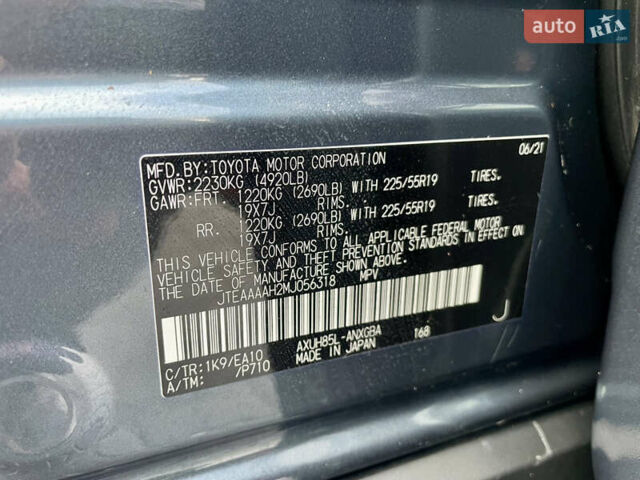 auto RIA.com
06/21
MFD. BY: TOYOTA MOTOR CORPORATION
GVWR: 2230KG (4920LB)
GAWR: FRT. 1220KG (2690LB) WITH 225/55R19 TIRES.
19X7J RIMS. . .
RR. 1220KG (2690LB) WITH 225/55R19 TIRES.
19X7J RIMS. . .
THIS VEHICLE CONFORMS TO ALL APPLICABLE FEDERAL MOTOR
VEHICLE SAFETY AND THEFT PREVENTION STANDARDS IN EFFECT ON
THE DATE OF MANUFACTURE SHOWN ABOVE.
JTEAAAAH2MJ056318 MPV
J
AXUH85L-ANXGBA 168
C/TR: 1K9/EA10 MADE IN JAPAN
A/TM: /P710